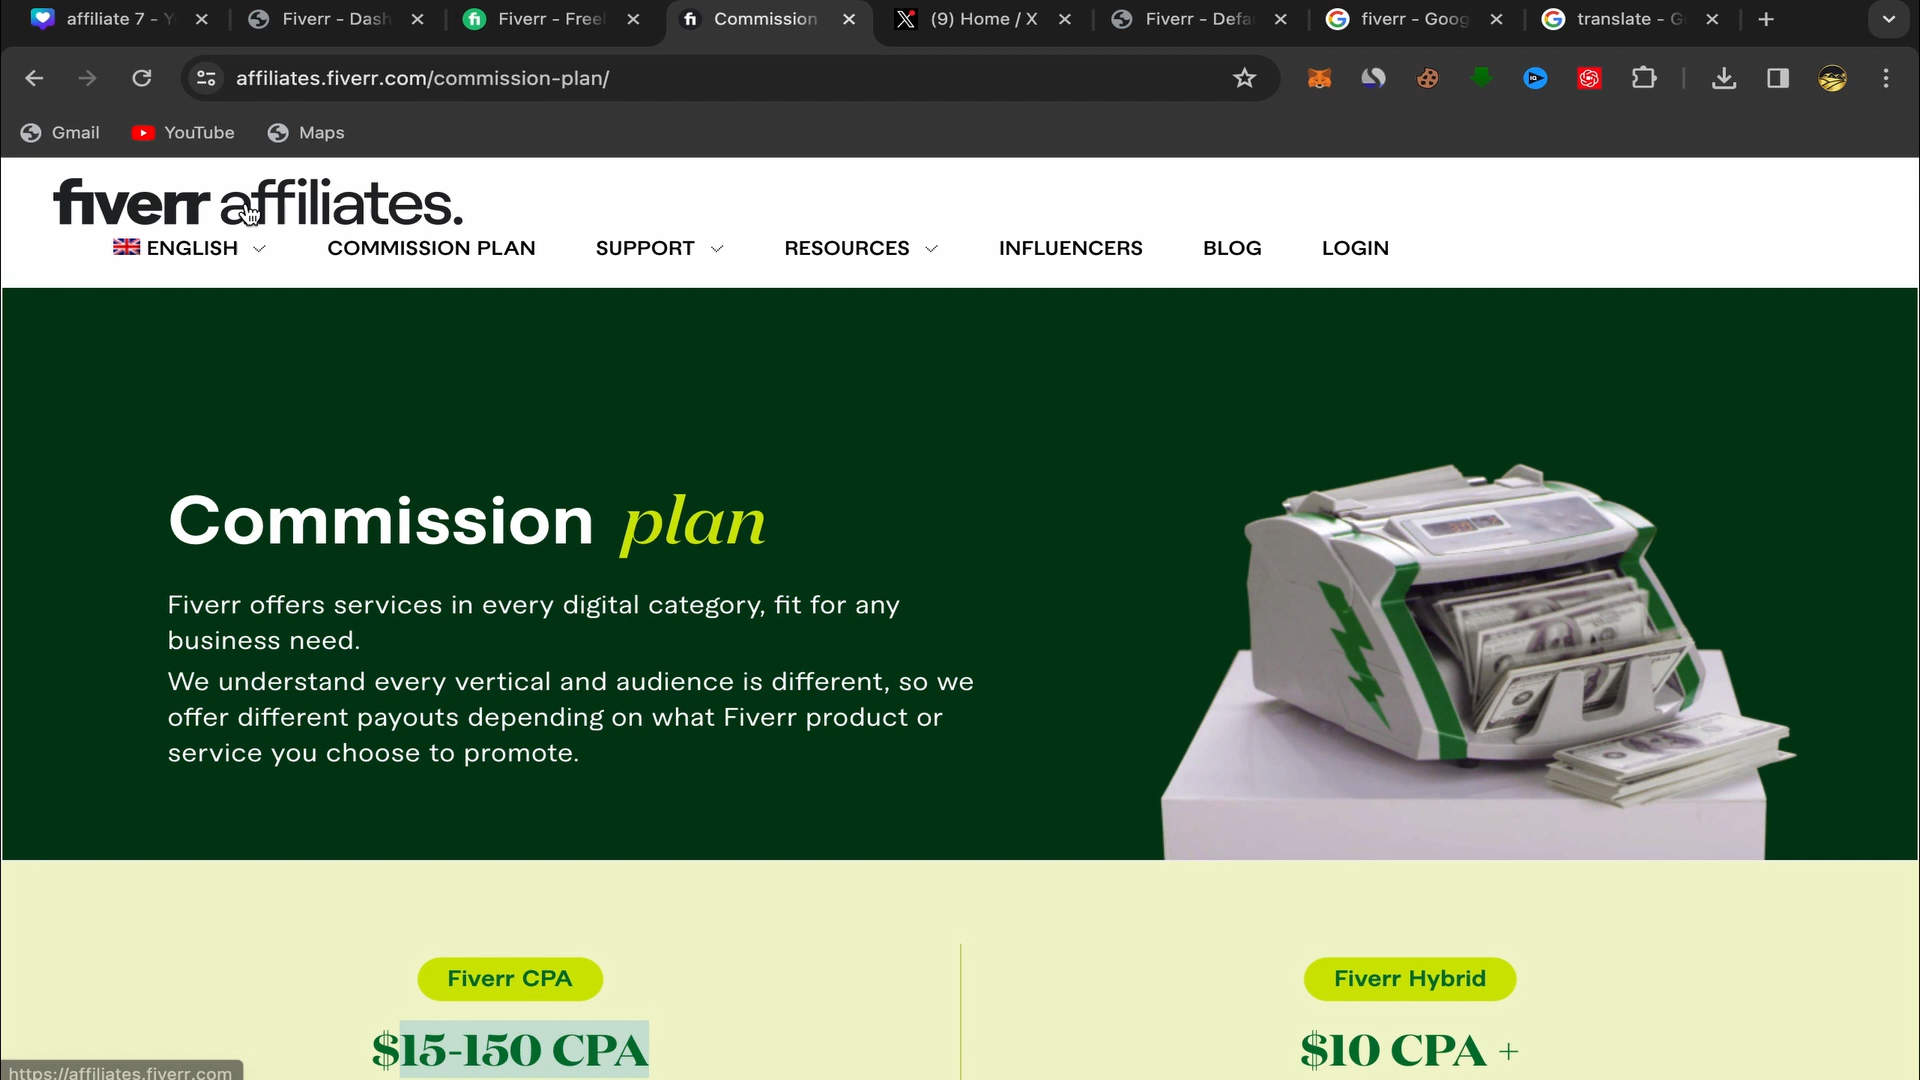 affiliate 7 - Y
Fiverr - Dash
Fiverr - Freel
Commission
(9) Home / X
Fiverr - Defa
fiverr - Goog
translate - G
affiliates.fiverr.com/commission-plan/
Gmail
YouTube
Maps
fiverr affiliates.
ENGLISH
COMMISSION PLAN
SUPPORT
RESOURCES
INFLUENCERS
BLOG
LOGIN
Commission plan
Fiverr offers services in every digital category, fit for any
business need.
We understand every vertical and audience is different, so we
offer different payouts depending on what Fiverr product or
service you choose to promote.
Fiverr CPA
$15-150 CPA
Fiverr Hybrid
$10 CPA +
https://affiliates.fiverr.com